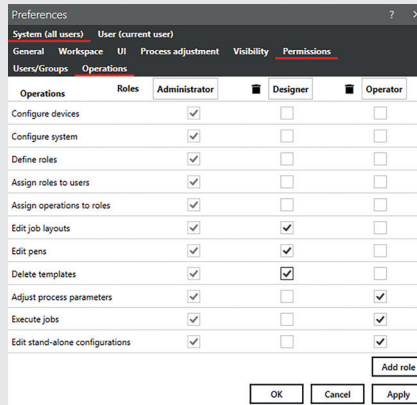 Preferences ? ×
System (all users) User (current user)
General Workspace UI Process adjustment Visibility Permissions
Users/Groups Operations
Operations Roles Administrator Designer Operator
Configure devices
Configure system
Define roles
Assign roles to users
Assign operations to roles
Edit job layouts
Edit pens
Delete templates
Adjust process parameters
Execute jobs
Edit stand-alone configurations
Add role
OK Cancel Apply